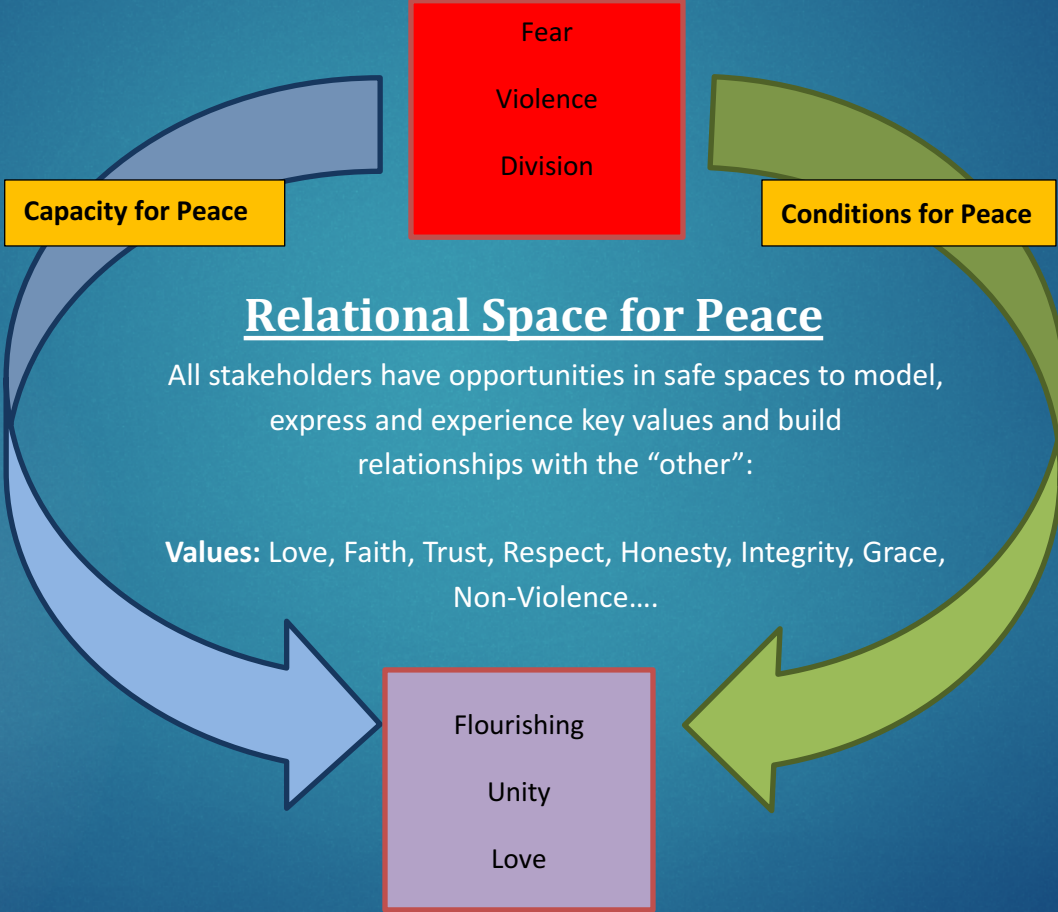 Fear
Violence
Division
Capacity for Peace
Conditions for Peace
Relational Space for Peace
All stakeholders have opportunities in safe spaces to model,
express and experience key values and build
relationships with the “other”:
Values: Love, Faith, Trust, Respect, Honesty, Integrity, Grace,
Non-Violence....
Flourishing
Unity
Love